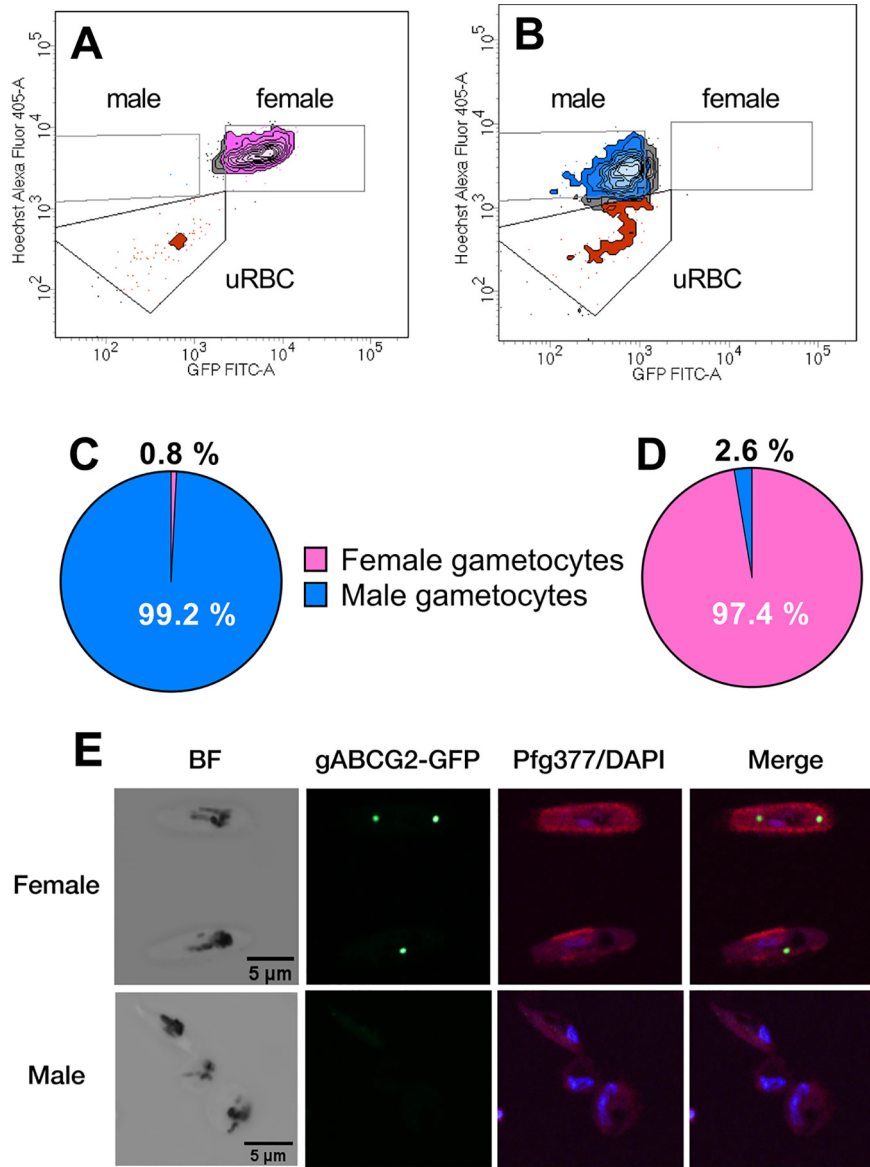 A
Hoechst Alexa Fluor 405-A
10^5
10^4
10^3
10^2
male
female
uRBC
10^2 10^3 10^4 10^5
GFP FITC-A
B
Hoechst Alexa Fluor 405-A
10^5
10^4
10^3
10^2
male
female
uRBC
10^2 10^3 10^4 10^5
GFP FITC-A
C
0.8 %
99.2 %
Female gametocytes
Male gametocytes
D
2.6 %
97.4 %
E
BF gABCG2-GFP Pfg377/DAPI Merge
Female
5 µm
Male
5 µm